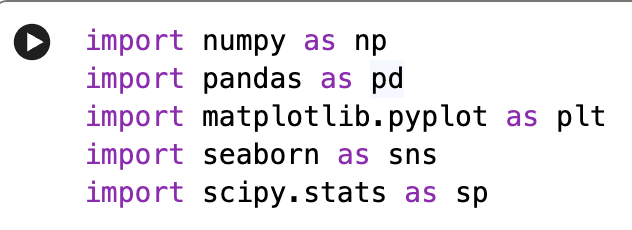 import numpy as np
import pandas as pd
import matplotlib.pyplot as plt
import seaborn as sns
import scipy.stats as sp